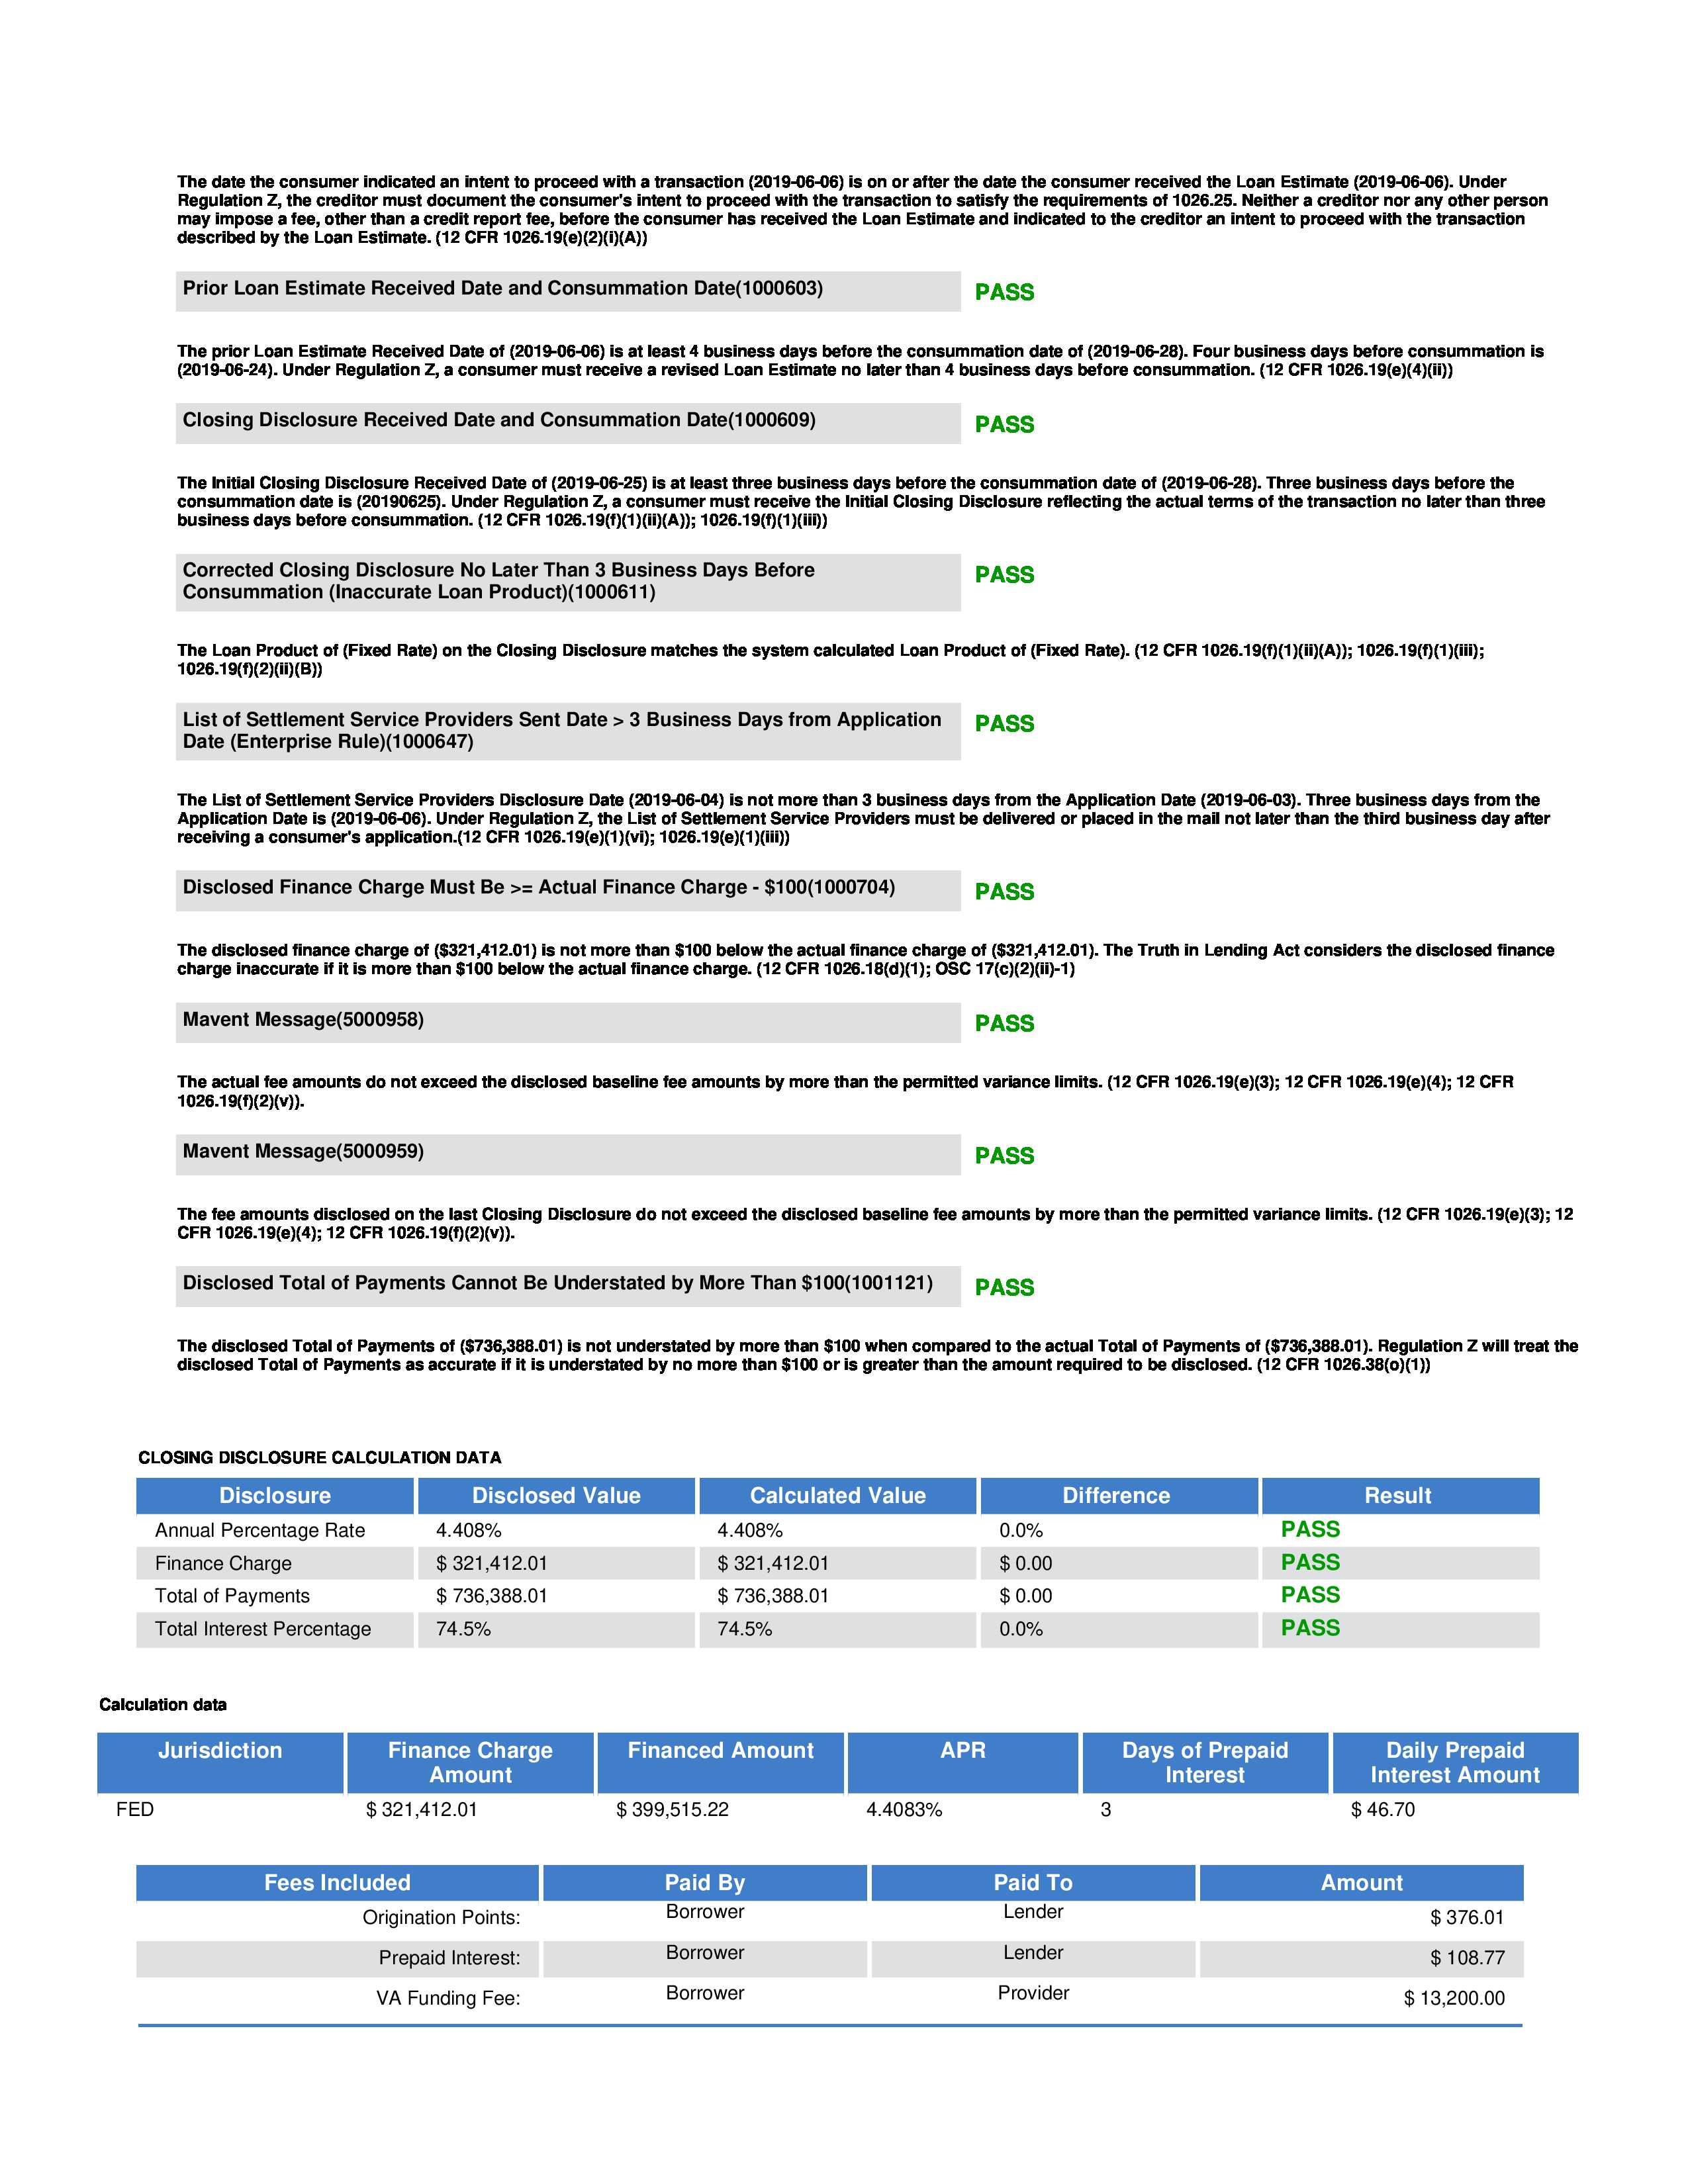 The date the consumer indicated an intent to proceed with a transaction (2019-06-06) is on or after the date the consumer received the Loan Estimate (2019-06-06). Under
Regulation Z, the creditor must document the consumer's intent to proceed with the transaction to satisfy the requirements of 1026.25. Neither a creditor nor any other person
may impose a fee, other than a credit report fee, before the consumer has received the Loan Estimate and indicated to the creditor an intent to proceed with the transaction
described by the Loan Estimate. (12 CFR 1026.19(e)(2)(i)(A))
Prior Loan Estimate Received Date and Consummation Date(1000603) PASS
The prior Loan Estimate Received Date of (2019-06-06) is at least 4 business days before the consummation date of (2019-06-28). Four business days before consummation is
(2019-06-24). Under Regulation Z, a consumer must receive a revised Loan Estimate no later than 4 business days before consummation. (12 CFR 1026.19(e)(4)(ii))
Closing Disclosure Received Date and Consummation Date(1000609) PASS
The Initial Closing Disclosure Received Date of (2019-06-25) is at least three business days before the consummation date of (2019-06-28). Three business days before the
consummation date is (20190625). Under Regulation Z, a consumer must receive the Initial Closing Disclosure reflecting the actual terms of the transaction no later than three
business days before consummation. (12 CFR 1026.19(f)(1)(ii)(A)); 1026.19(f)(1)(iii))
Corrected Closing Disclosure No Later Than 3 Business Days Before PASS
Consummation (Inaccurate Loan Product)(1000611)
The Loan Product of (Fixed Rate) on the Closing Disclosure matches the system calculated Loan Product of (Fixed Rate). (12 CFR 1026.19(f)(1)(ii)(A)); 1026.19(f)(1)(iii);
1026.19(f)(2)(ii)(B))
List of Settlement Service Providers Sent Date > 3 Business Days from Application PASS
Date (Enterprise Rule)(1000647)
The List of Settlement Service Providers Disclosure Date (2019-06-04) is not more than 3 business days from the Application Date (2019-06-03). Three business days from the
Application Date is (2019-06-06). Under Regulation Z, the List of Settlement Service Providers must be delivered or placed in the mail not later than the third business day after
receiving a consumer's application.(12 CFR 1026.19(e)(1)(vi); 1026.19(e)(1)(iii))
Disclosed Finance Charge Must Be >= Actual Finance Charge - $100(1000704) PASS
The disclosed finance charge of ($321,412.01) is not more than $100 below the actual finance charge of ($321,412.01). The Truth in Lending Act considers the disclosed finance
charge inaccurate if it is more than $100 below the actual finance charge. (12 CFR 1026.18(d)(1); OSC 17(c)(2)(ii)-1)
Mavent Message(5000958) PASS
The actual fee amounts do not exceed the disclosed baseline fee amounts by more than the permitted variance limits. (12 CFR 1026.19(e)(3); 12 CFR 1026.19(e)(4); 12 CFR
1026.19(f)(2)(v)).
Mavent Message(5000959) PASS
The fee amounts disclosed on the last Closing Disclosure do not exceed the disclosed baseline fee amounts by more than the permitted variance limits. (12 CFR 1026.19(e)(3); 12
CFR 1026.19(e)(4); 12 CFR 1026.19(f)(2)(v)).
Disclosed Total of Payments Cannot Be Understated by More Than $100(1001121) PASS
The disclosed Total of Payments of ($736,388.01) is not understated by more than $100 when compared to the actual Total of Payments of ($736,388.01). Regulation Z will treat the
disclosed Total of Payments as accurate if it is understated by no more than $100 or is greater than the amount required to be disclosed. (12 CFR 1026.38(o)(1))
CLOSING DISCLOSURE CALCULATION DATA
Disclosure Disclosed Value Calculated Value Difference Result
Annual Percentage Rate 4.408% 4.408% 0.0% PASS
Finance Charge $ 321,412.01 $ 321,412.01 $ 0.00 PASS
Total of Payments $ 736,388.01 $ 736,388.01 $ 0.00 PASS
Total Interest Percentage 74.5% 74.5% 0.0% PASS
Calculation data
Jurisdiction Finance Charge Financed Amount APR Days of Prepaid Daily Prepaid
Amount Interest Interest Amount
FED $ 321,412.01 $ 399,515.22 4.4083% 3 $ 46.70
Fees Included Paid By Paid To Amount
Origination Points: Borrower Lender $ 376.01
Prepaid Interest: Borrower Lender $ 108.77
VA Funding Fee: Borrower Provider $ 13,200.00